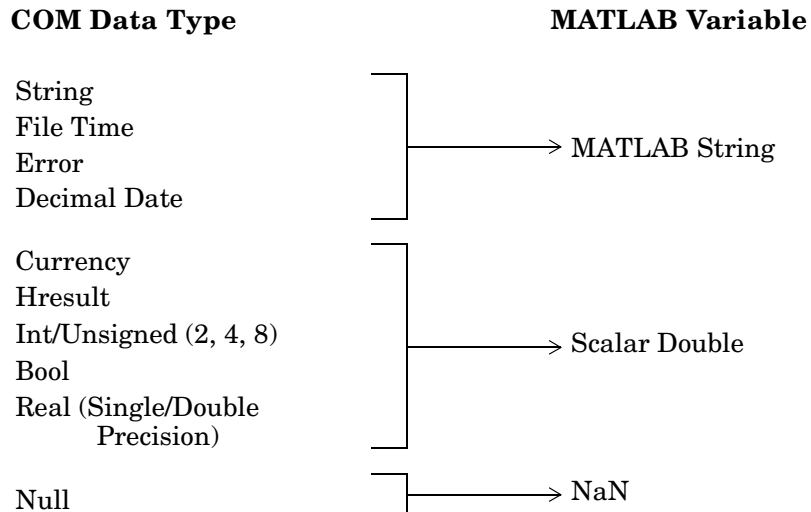 COM Data Type
MATLAB Variable
String
File Time
Error
Decimal Date
MATLAB String
Currency
Hresult
Int/Unsigned (2, 4, 8)
Bool
Real (Single/Double
Precision)
Scalar Double
Null
NaN